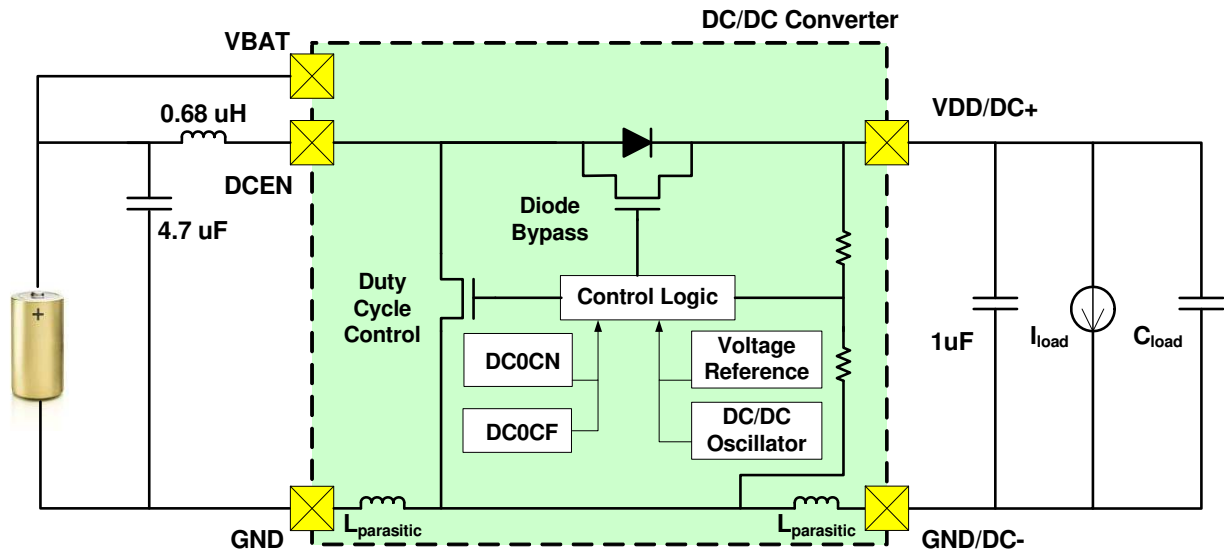 DC/DC Converter
VBAT
0.68 uH
VDD/DC+
DCEN
4.7 uF
Diode
Bypass
Duty
Cycle
Control
Control Logic
+
DC0CN
Voltage
Reference
1uF
Iload
Cload
DC0CF
DC/DC
Oscillator
Lparasitic
Lparasitic
GND
GND/DC-